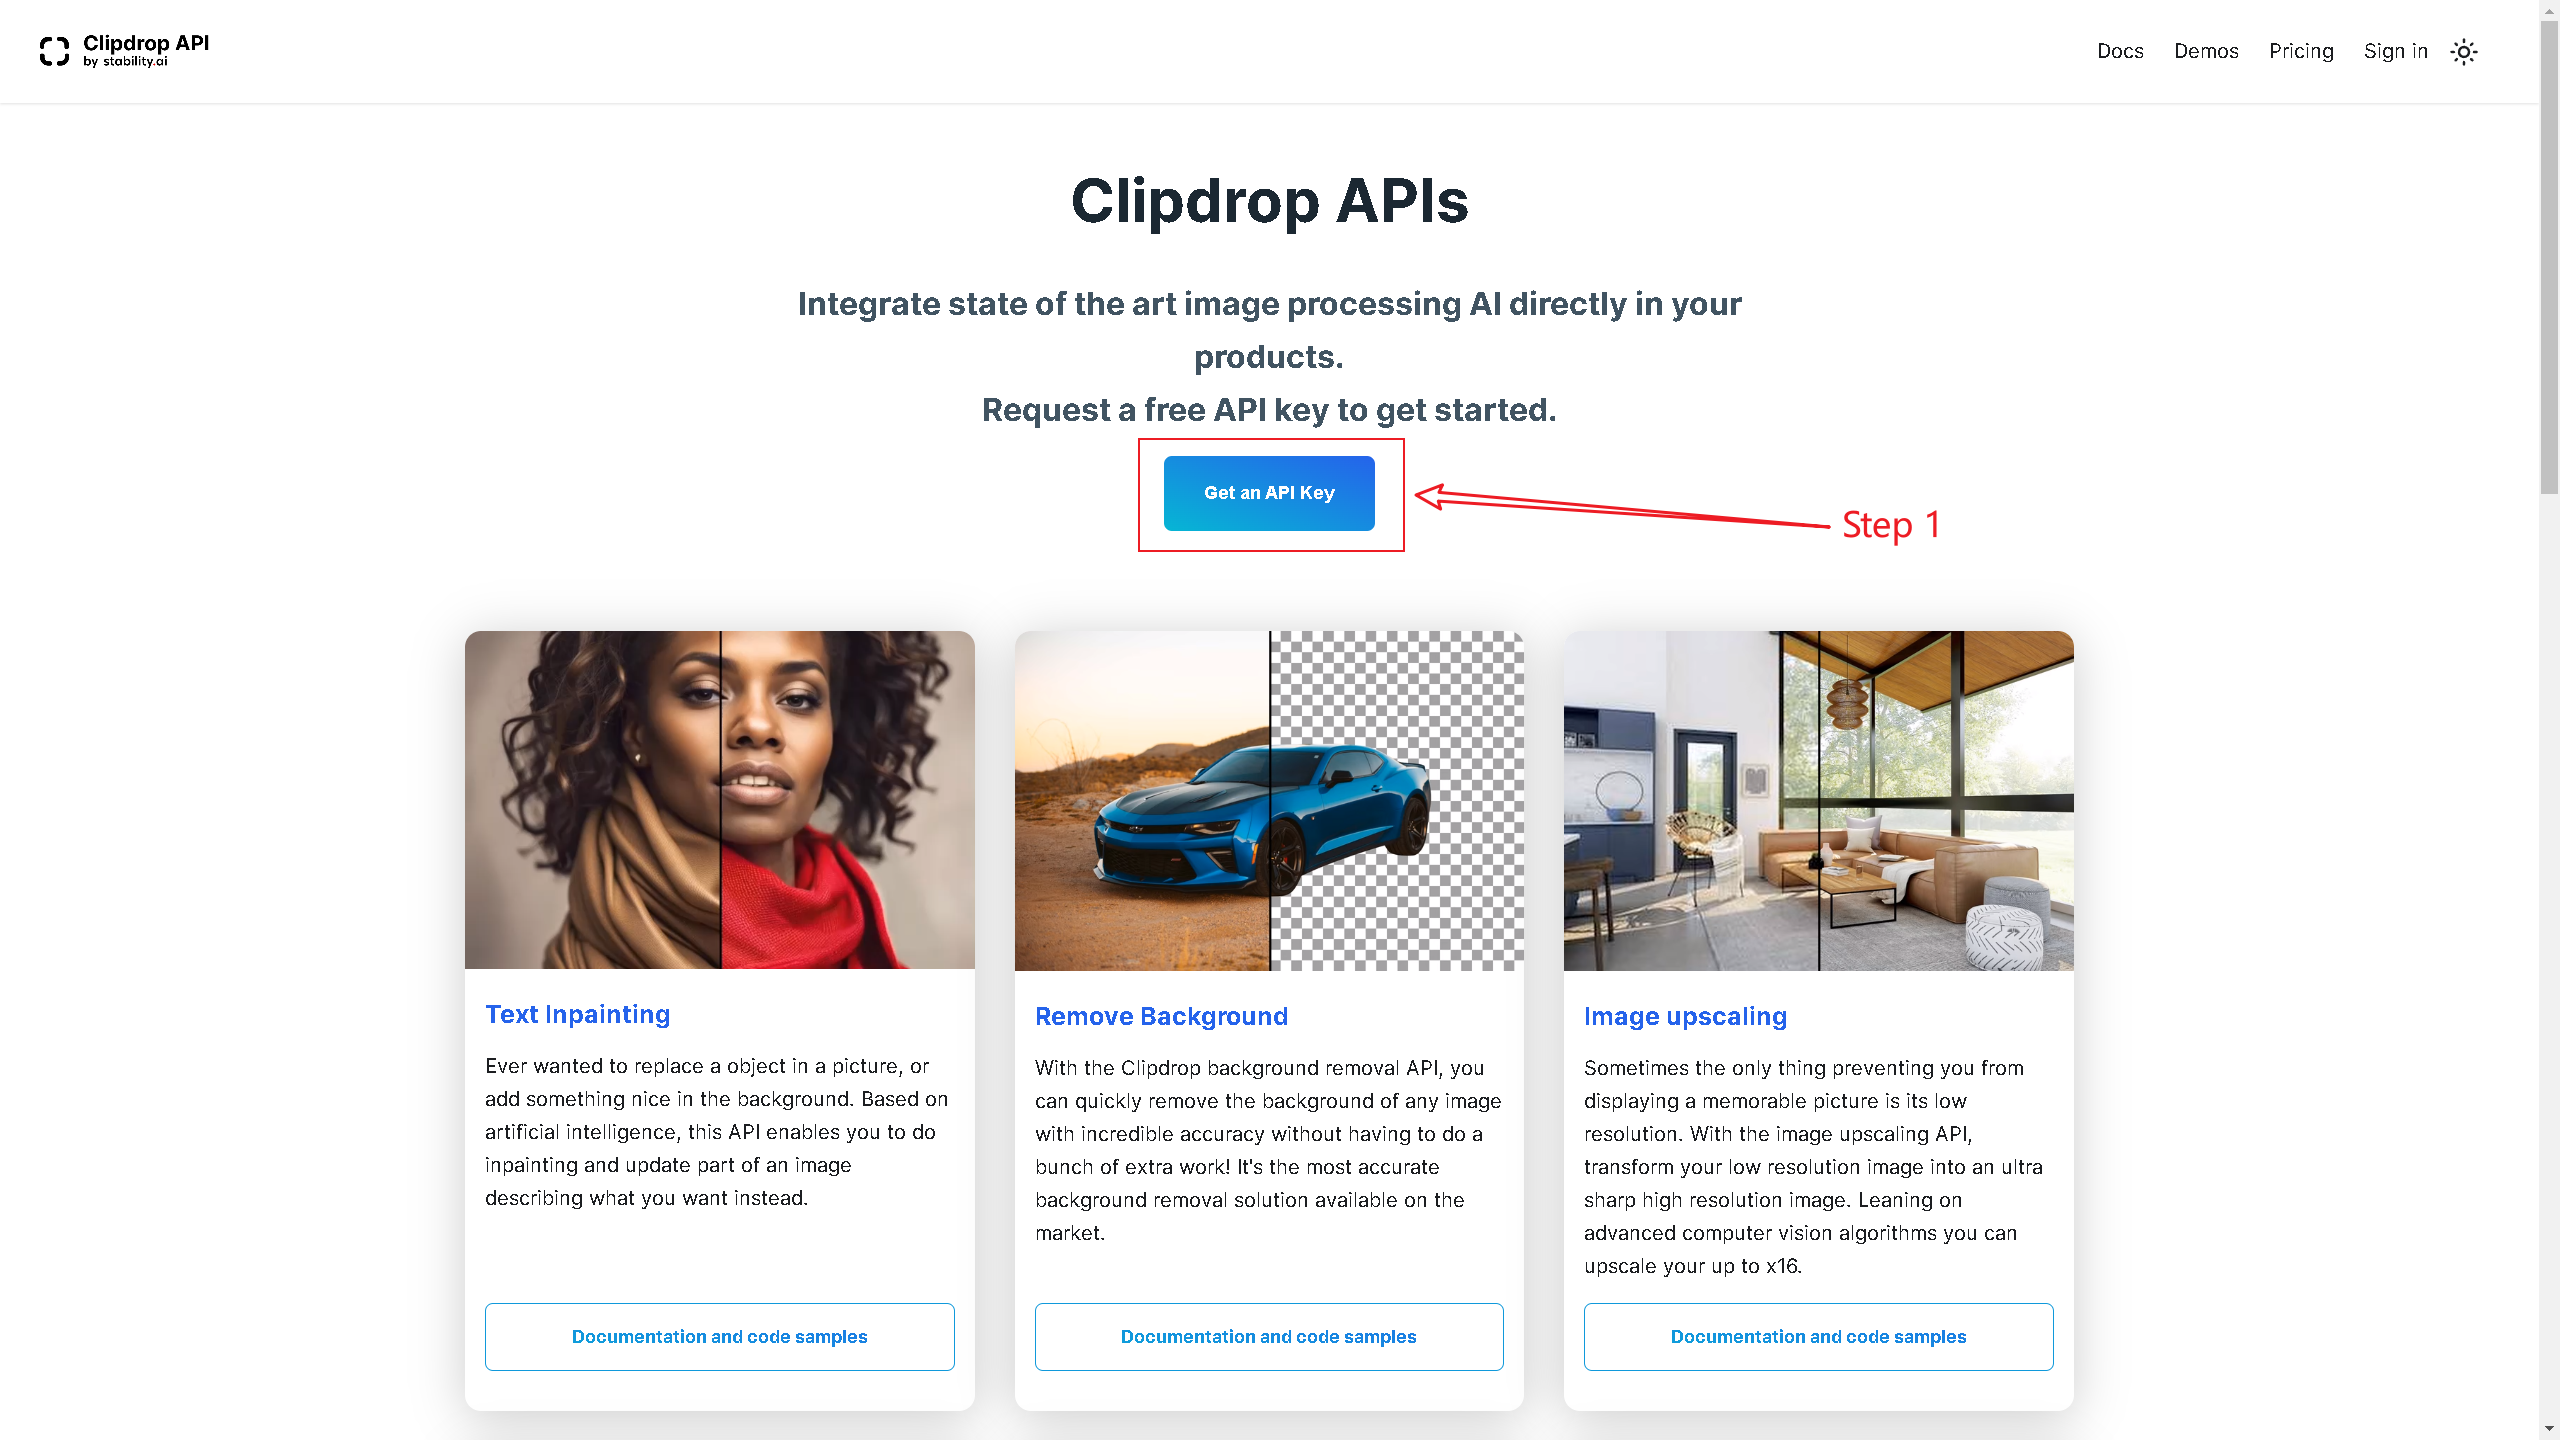 Clipdrop API
by stability.ai
Docs
Demos
Pricing
Sign in
Clipdrop APIs
Integrate state of the art image processing AI directly in your
products.
Request a free API key to get started.
Get an API Key
Step 1
Text Inpainting
Ever wanted to replace a object in a picture, or
add something nice in the background. Based on
artificial intelligence, this API enables you to do
inpainting and update part of an image
describing what you want instead.
Documentation and code samples
Remove Background
With the Clipdrop background removal API, you
can quickly remove the background of any image
with incredible accuracy without having to do a
bunch of extra work! It's the most accurate
background removal solution available on the
market.
Documentation and code samples
Image upscaling
Sometimes the only thing preventing you from
displaying a memorable picture is its low
resolution. With the image upscaling API,
transform your low resolution image into an ultra
sharp high resolution image. Leaning on
advanced computer vision algorithms you can
upscale your up to x16.
Documentation and code samples